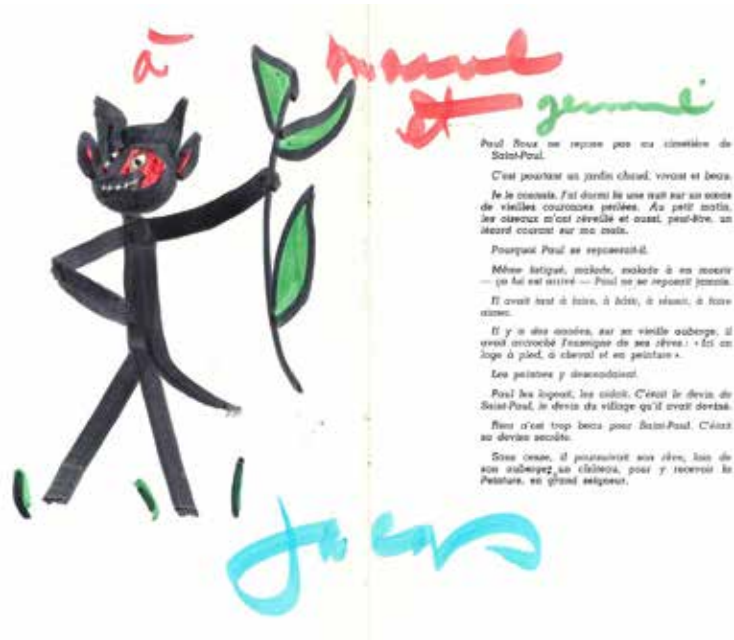 à
et
Paul Roux ne repose pas au cimetière de
Saint-Paul.
C'est pourtant un jardin chaud, vivant et beau.
Je le connais. J'ai dormi là une nuit sur un amas
de vieilles couronnes perlées. Au petit matin,
les oiseaux m'ont réveillé et aussi, peut-être, un
lézard courant sur ma main.
Pourquoi Paul se reposerait-il.
Même fatigué, malade, malade à en mourir
— ça lui est arrivé — Paul ne se reposait jamais.
Il avait tant à faire, à bâtir, à réussir, à faire
aimer.
Il y a des années, sur sa vieille auberge, il
avait accroché l'enseigne de ses rêves : « Ici on
loge à pied, à cheval et en peinture ».
Les peintres y descendaient.
Paul les logeait, les aidait. C'était le devin de
Saint-Paul, le devin du village qu'il avait deviné.
Rien n'est trop beau pour Saint-Paul. C'était
sa devise secrète.
Sans cesse, il poursuivait son rêve, loin de
son auberge, un château, pour y recevoir la
Peinture, en grand seigneur.